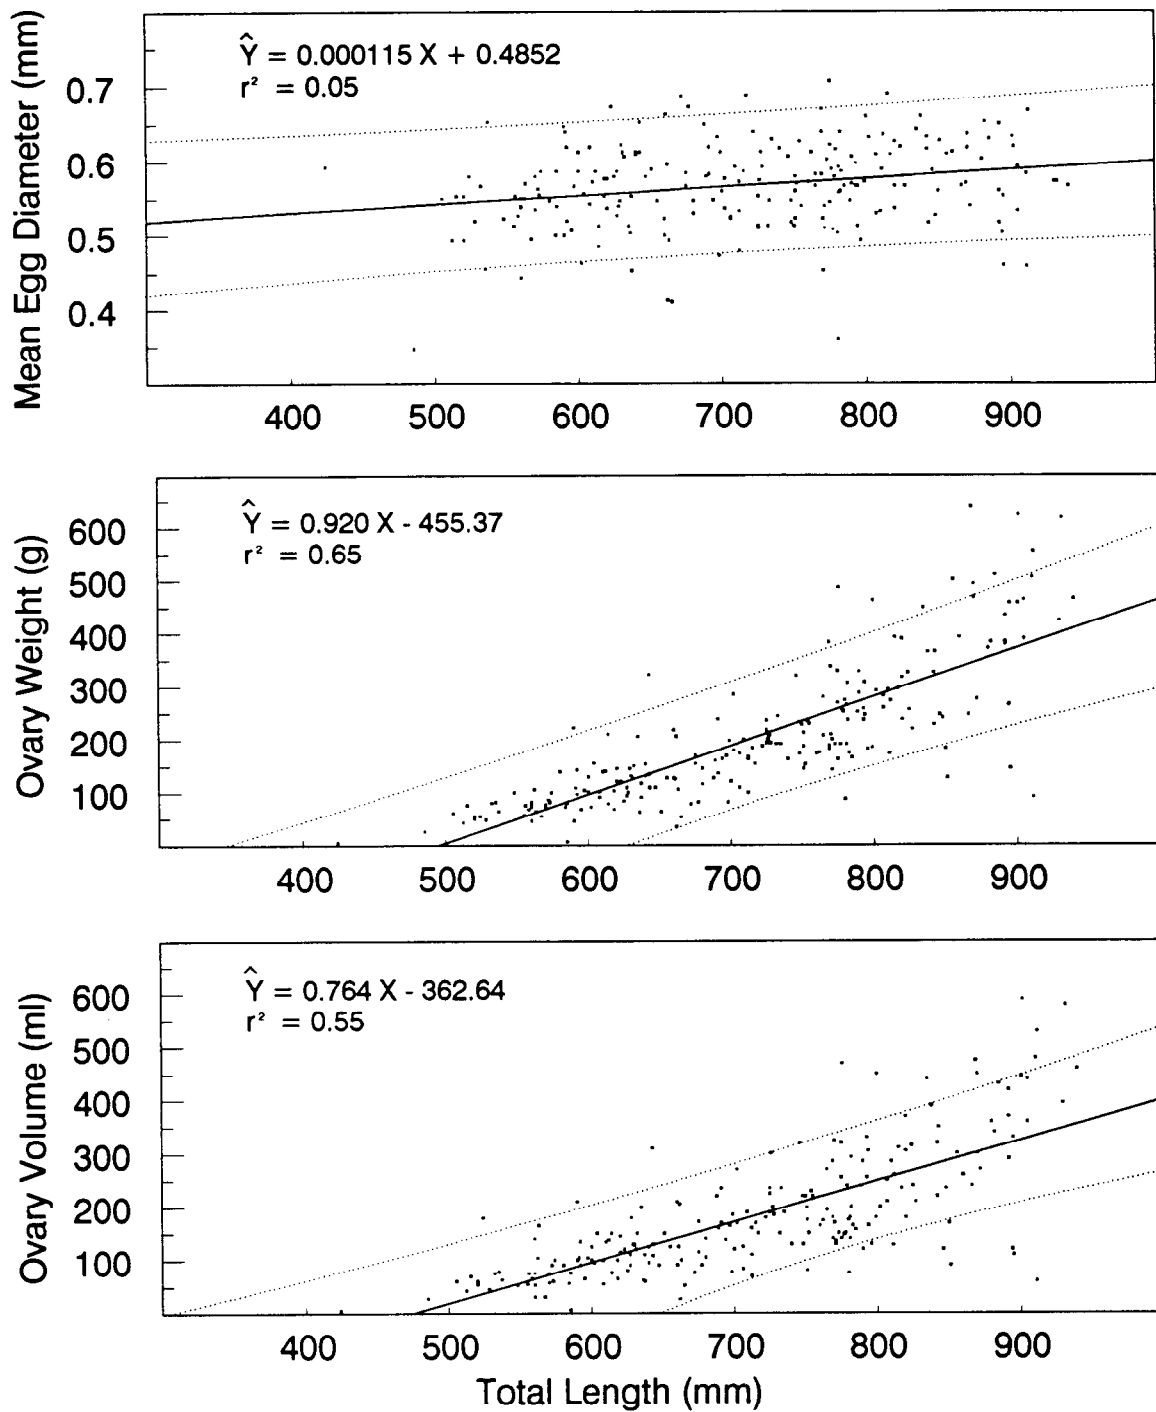 Mean Egg Diameter (mm)
Ŷ = 0.000115 X + 0.4852
r² = 0.05
0.7
0.6
0.5
0.4
400 500 600 700 800 900
Ovary Weight (g)
Ŷ = 0.920 X - 455.37
r² = 0.65
600
500
400
300
200
100
400 500 600 700 800 900
Ovary Volume (ml)
Ŷ = 0.764 X - 362.64
r² = 0.55
600
500
400
300
200
100
400 500 600 700 800 900
Total Length (mm)